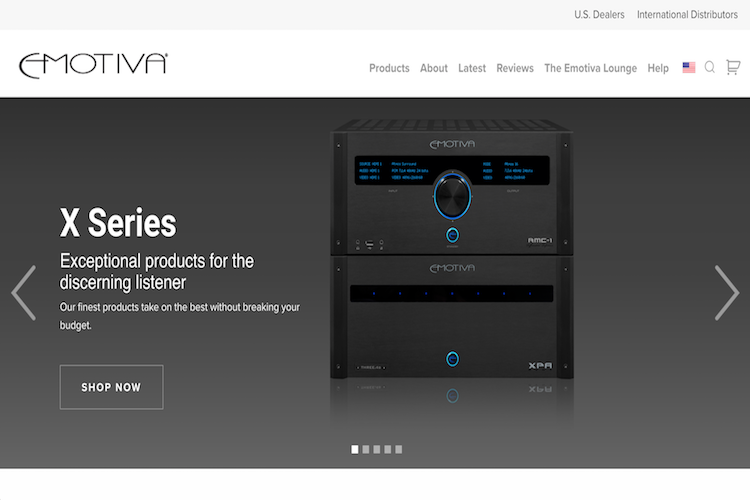 U.S. Dealers International Distributors
EMOTIVA
Products About Latest Reviews The Emotiva Lounge Help
X Series
Exceptional products for the
discerning listener
Our finest products take on the best without breaking your
budget.
SHOP NOW
EMOTIVA
RMC-1
EMOTIVA
XPA